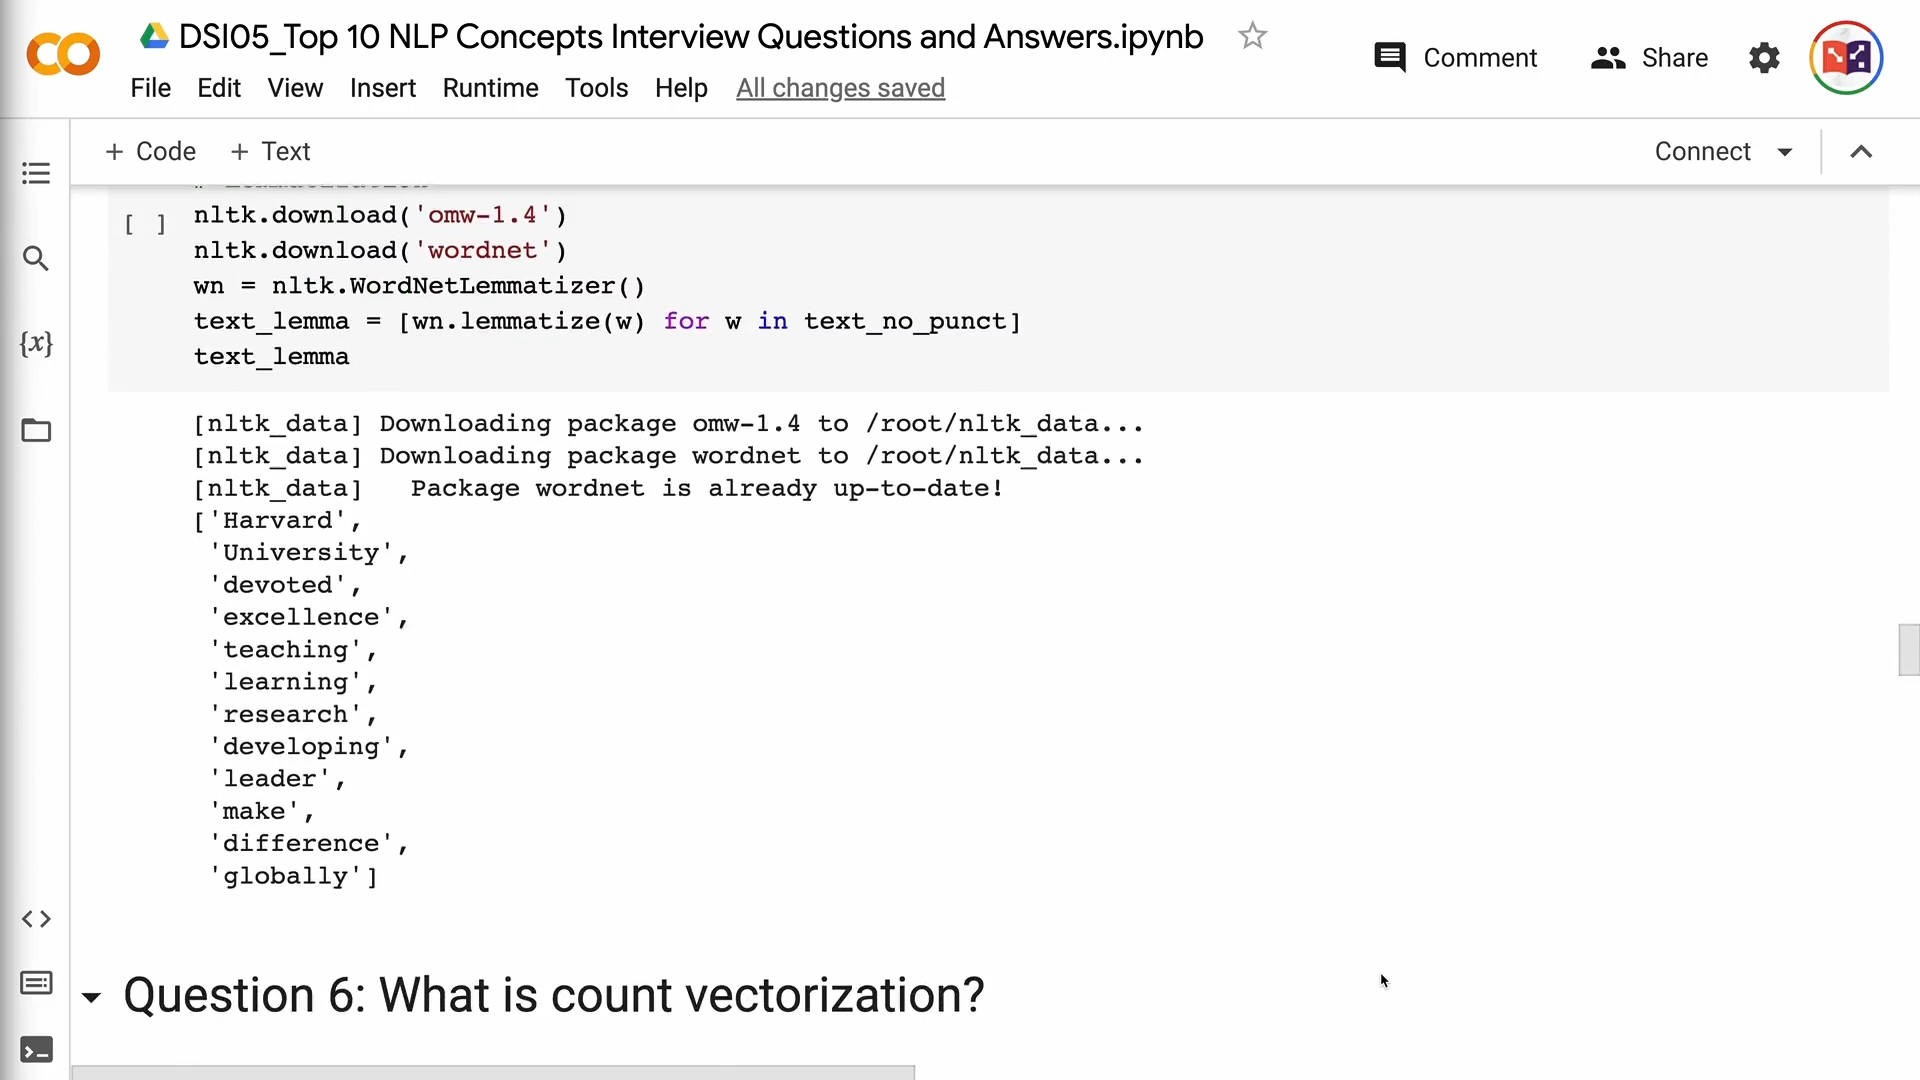 DSI05_Top 10 NLP Concepts Interview Questions and Answers.ipynb
Comment
Share
File Edit View Insert Runtime Tools Help All changes saved
+ Code + Text
Connect
[ ]
nltk.download('omw-1.4')
nltk.download('wordnet')
wn = nltk.WordNetLemmatizer()
text_lemma = [wn.lemmatize(w) for w in text_no_punct]
text_lemma
[nltk_data] Downloading package omw-1.4 to /root/nltk_data...
[nltk_data] Downloading package wordnet to /root/nltk_data...
[nltk_data]   Package wordnet is already up-to-date!
['Harvard',
'University',
'devoted',
'excellence',
'teaching',
'learning',
'research',
'developing',
'leader',
'make',
'difference',
'globally']
Question 6: What is count vectorization?
{x}